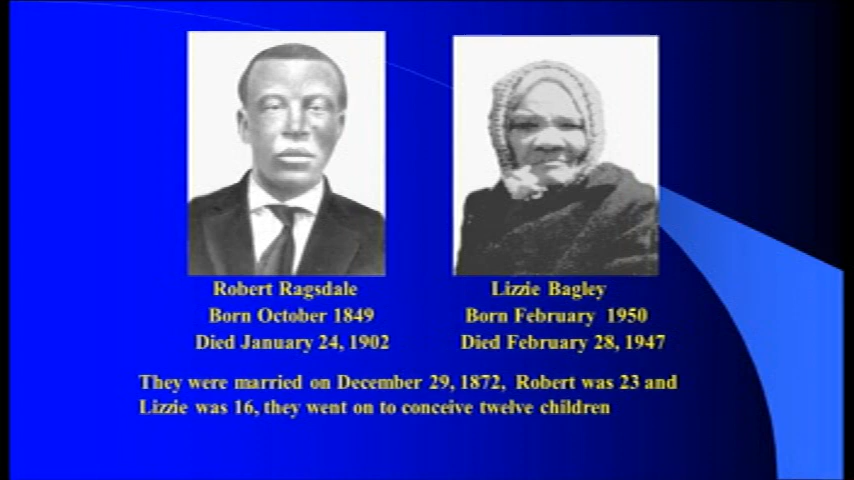 Robert Ragsdale
Born October 1849
Died January 24, 1902
Lizzie Bagley
Born February 1950
Died February 28, 1947
They were married on December 29, 1872, Robert was 23 and
Lizzie was 16, they went on to conceive twelve children